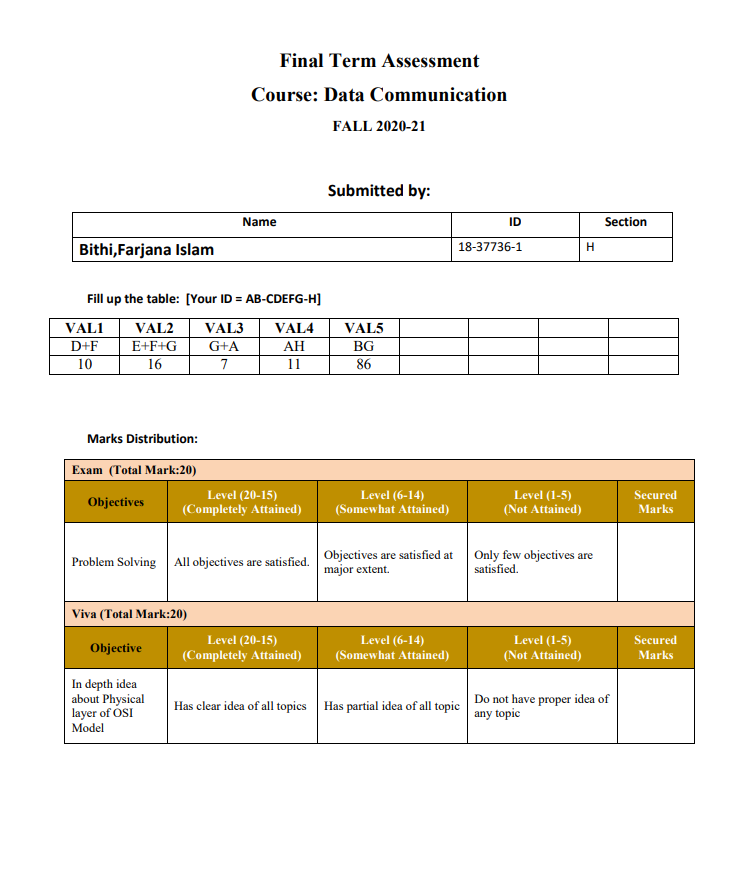 Final Term Assessment
Course: Data Communication
FALL 2020-21
Submitted by:
Name ID Section
Bithi,Farjana Islam 18-37736-1 H
Fill up the table: [Your ID = AB-CDEFG-H]
VAL1 VAL2 VAL3 VAL4 VAL5
D+F E+F+G G+A AH BG
10 16 7 11 86
Marks Distribution:
Exam (Total Mark:20)
Objectives Level (20-15) (Completely Attained) Level (6-14) (Somewhat Attained) Level (1-5) (Not Attained) Secured Marks
Problem Solving All objectives are satisfied. Objectives are satisfied at major extent. Only few objectives are satisfied.
Viva (Total Mark:20)
Objective Level (20-15) (Completely Attained) Level (6-14) (Somewhat Attained) Level (1-5) (Not Attained) Secured Marks
In depth idea about Physical layer of OSI Model Has clear idea of all topics Has partial idea of all topic Do not have proper idea of any topic